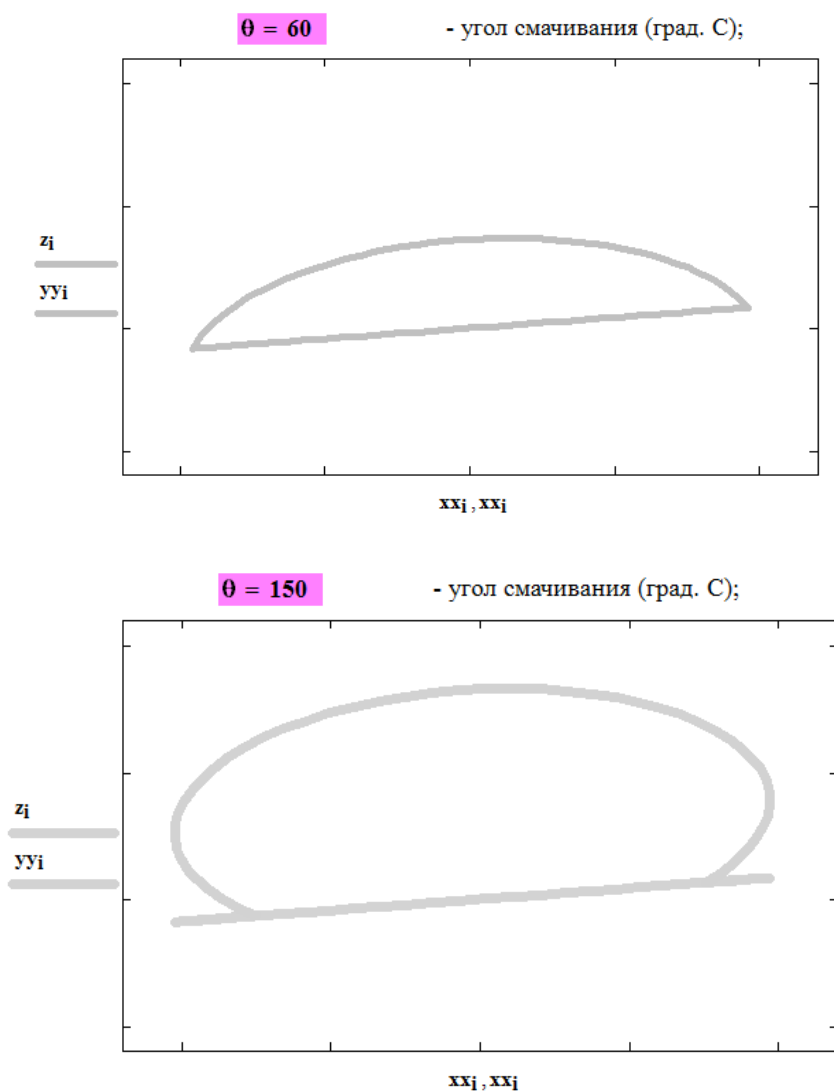 θ = 60 - угол смачивания (град. С);
zi
yyi
xxi , xxi
θ = 150 - угол смачивания (град. С);
zi
yyi
xxi , xxi